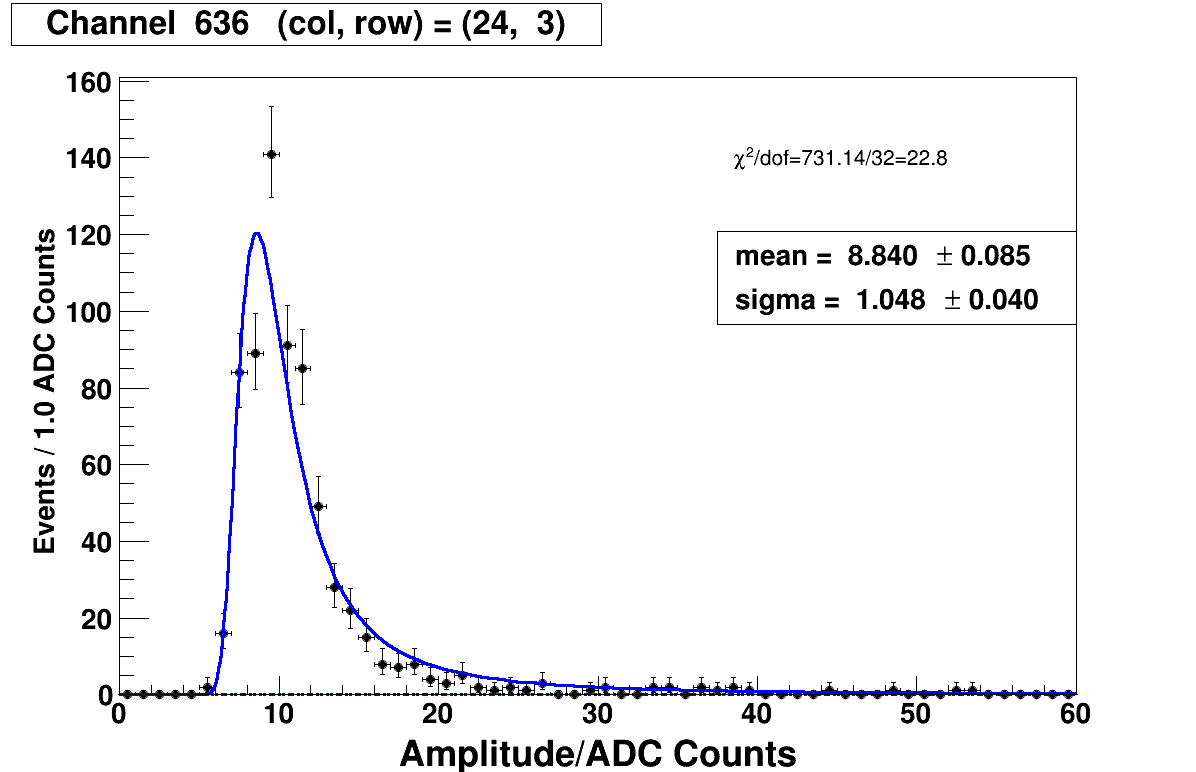 Channel 636 (col, row) = (24, 3)
160
140
120
100
80
60
40
20
0
Events / 1.0 ADC Counts
χ²/dof=731.14/32=22.8
mean = 8.840 ± 0.085
sigma = 1.048 ± 0.040
0 10 20 30 40 50 60
Amplitude/ADC Counts